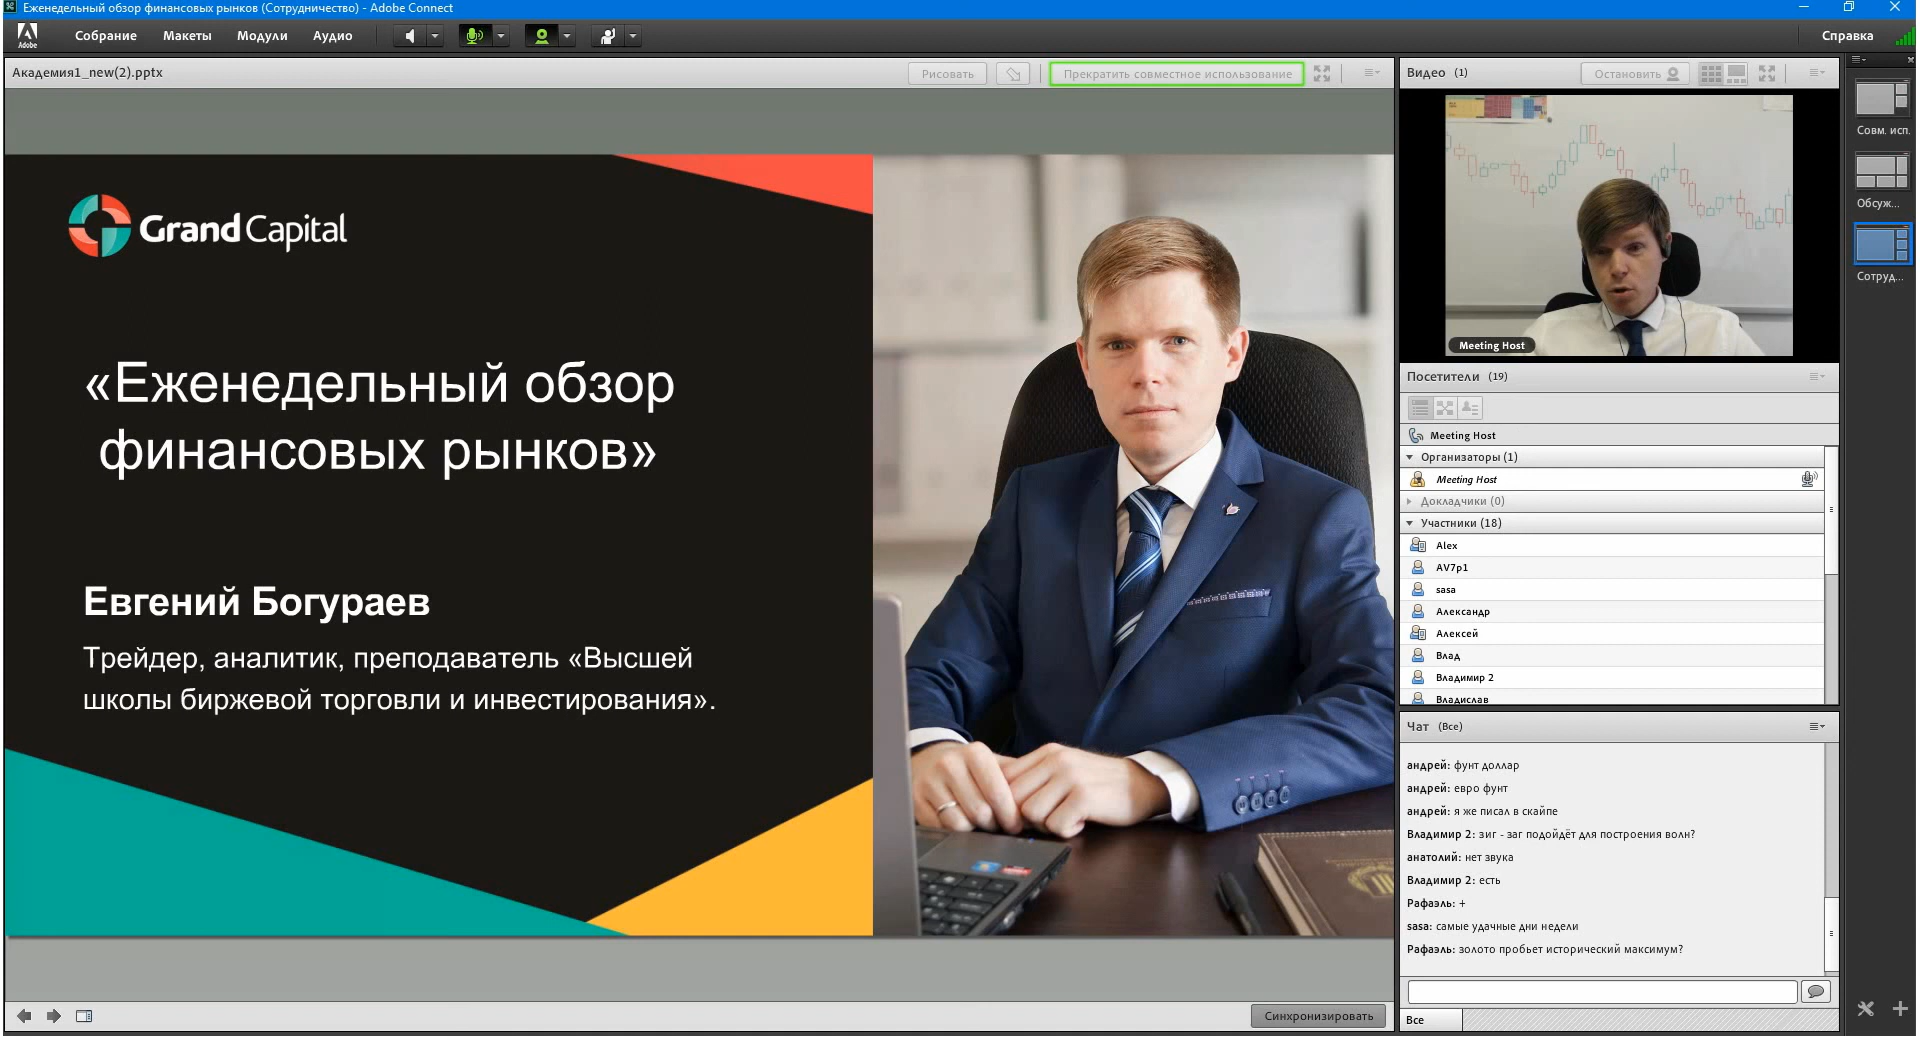 Еженедельный обзор финансовых рынков (Сотрудничество) - Adobe Connect
Adobe
Собрание Макеты Модули Аудио
Справка
Академия1_new(2).pptx
Рисовать
Прекратить совместное использование
Grand Capital
«Еженедельный обзор
финансовых рынков»
Евгений Богураев
Трейдер, аналитик, преподаватель «Высшей
школы биржевой торговли и инвестирования».
Синхронизировать
Видео (1)
Остановить
Meeting Host
Посетители (19)
Meeting Host
Организаторы (1)
Meeting Host
Докладчики (0)
Участники (18)
Alex
AV7p1
sasa
Александр
Алексей
Влад
Владимир 2
Владислав
Чат (Все)
андрей: фунт доллар
андрей: евро фунт
андрей: я же писал в скайпе
Владимир 2: зиг - заг подойдёт для построения волн?
анатолий: нет звука
Владимир 2: есть
Рафаэль: +
sasa: самые удачные дни недели
Рафаэль: золото пробьет исторический максимум?
Все
Совм. исп.
Обсуж...
Сотруд...